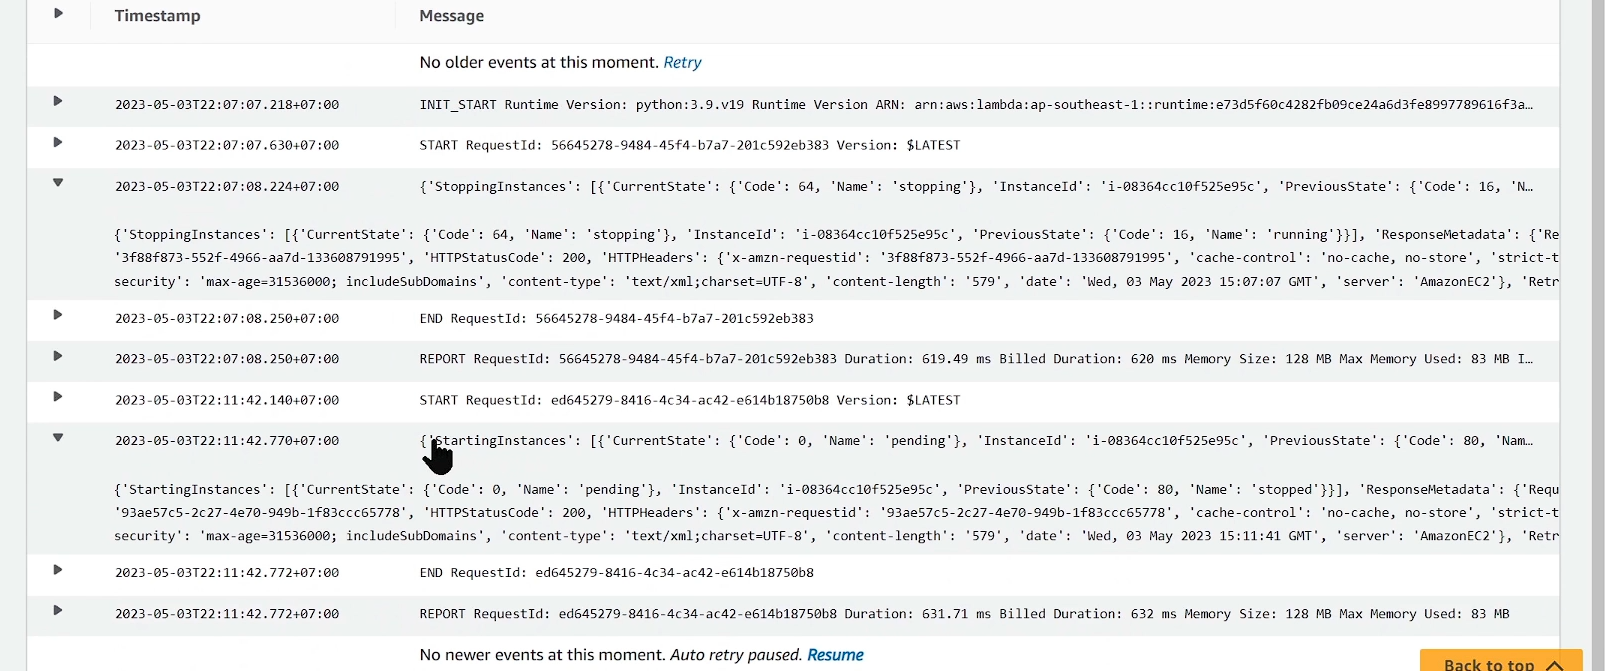 Timestamp Message
No older events at this moment. Retry
2023-05-03T22:07:07.218+07:00 INIT_START Runtime Version: python:3.9.v19 Runtime Version ARN: arn:aws:lambda:ap-southeast-1::runtime:e73d5f60c4282fb09ce24a6d3fe8997789616f3a…
2023-05-03T22:07:07.630+07:00 START RequestId: 56645278-9484-45f4-b7a7-201c592eb383 Version: $LATEST
2023-05-03T22:07:08.224+07:00 {'StoppingInstances': [{'CurrentState': {'Code': 64, 'Name': 'stopping'}, 'InstanceId': 'i-08364cc10f525e95c', 'PreviousState': {'Code': 16, 'N…
{'StoppingInstances': [{'CurrentState': {'Code': 64, 'Name': 'stopping'}, 'InstanceId': 'i-08364cc10f525e95c', 'PreviousState': {'Code': 16, 'Name': 'running'}}], 'ResponseMetadata': {'Re
'3f88f873-552f-4966-aa7d-133608791995', 'HTTPStatusCode': 200, 'HTTPHeaders': {'x-amzn-requestid': '3f88f873-552f-4966-aa7d-133608791995', 'cache-control': 'no-cache, no-store', 'strict-t
security': 'max-age=31536000; includeSubDomains', 'content-type': 'text/xml;charset=UTF-8', 'content-length': '579', 'date': 'Wed, 03 May 2023 15:07:07 GMT', 'server': 'AmazonEC2'}, 'Retr
2023-05-03T22:07:08.250+07:00 END RequestId: 56645278-9484-45f4-b7a7-201c592eb383
2023-05-03T22:07:08.250+07:00 REPORT RequestId: 56645278-9484-45f4-b7a7-201c592eb383 Duration: 619.49 ms Billed Duration: 620 ms Memory Size: 128 MB Max Memory Used: 83 MB I…
2023-05-03T22:11:42.140+07:00 START RequestId: ed645279-8416-4c34-ac42-e614b18750b8 Version: $LATEST
2023-05-03T22:11:42.770+07:00 {'StartingInstances': [{'CurrentState': {'Code': 0, 'Name': 'pending'}, 'InstanceId': 'i-08364cc10f525e95c', 'PreviousState': {'Code': 80, 'Nam…
{'StartingInstances': [{'CurrentState': {'Code': 0, 'Name': 'pending'}, 'InstanceId': 'i-08364cc10f525e95c', 'PreviousState': {'Code': 80, 'Name': 'stopped'}}], 'ResponseMetadata': {'Requ
'93ae57c5-2c27-4e70-949b-1f83ccc65778', 'HTTPStatusCode': 200, 'HTTPHeaders': {'x-amzn-requestid': '93ae57c5-2c27-4e70-949b-1f83ccc65778', 'cache-control': 'no-cache, no-store', 'strict-t
security': 'max-age=31536000; includeSubDomains', 'content-type': 'text/xml;charset=UTF-8', 'content-length': '579', 'date': 'Wed, 03 May 2023 15:11:41 GMT', 'server': 'AmazonEC2'}, 'Retr
2023-05-03T22:11:42.772+07:00 END RequestId: ed645279-8416-4c34-ac42-e614b18750b8
2023-05-03T22:11:42.772+07:00 REPORT RequestId: ed645279-8416-4c34-ac42-e614b18750b8 Duration: 631.71 ms Billed Duration: 632 ms Memory Size: 128 MB Max Memory Used: 83 MB
No newer events at this moment. Auto retry paused. Resume
Back to top